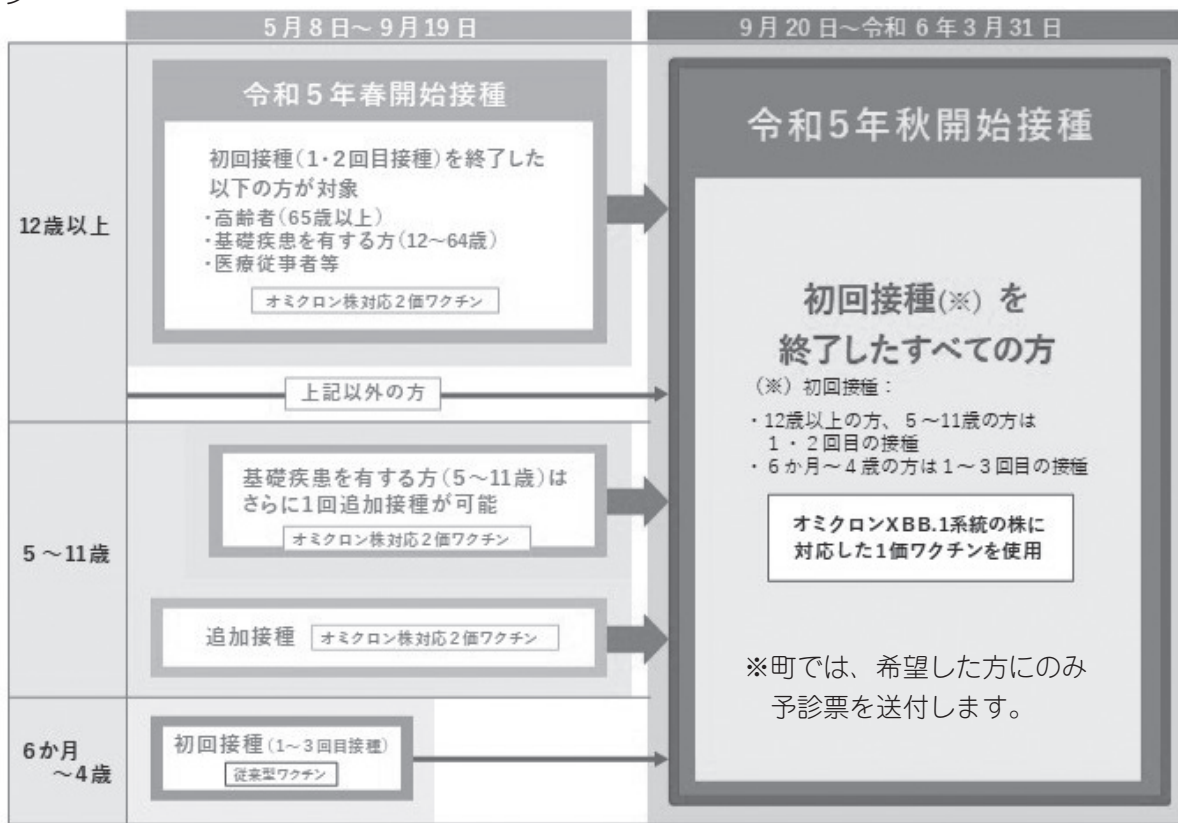 5月8日～9月19日
9月20日～令和6年3月31日
12歳以上
令和5年春開始接種
初回接種(1・2回目接種)を終了した
以下の方が対象
・高齢者(65歳以上)
・基礎疾患を有する方(12～64歳)
・医療従事者等
オミクロン株対応2価ワクチン
上記以外の方
5～11歳
基礎疾患を有する方(5～11歳)は
さらに1回追加接種が可能
オミクロン株対応2価ワクチン
追加接種 オミクロン株対応2価ワクチン
6か月
～4歳
初回接種(1～3回目接種)
従来型ワクチン
令和5年秋開始接種
初回接種(※)を
終了したすべての方
(※)初回接種：
・12歳以上の方、5～11歳の方は
1・2回目の接種
・6か月～4歳の方は1～3回目の接種
オミクロンXBB.1系統の株に
対応した1価ワクチンを使用
※町では、希望した方にのみ
予診票を送付します。